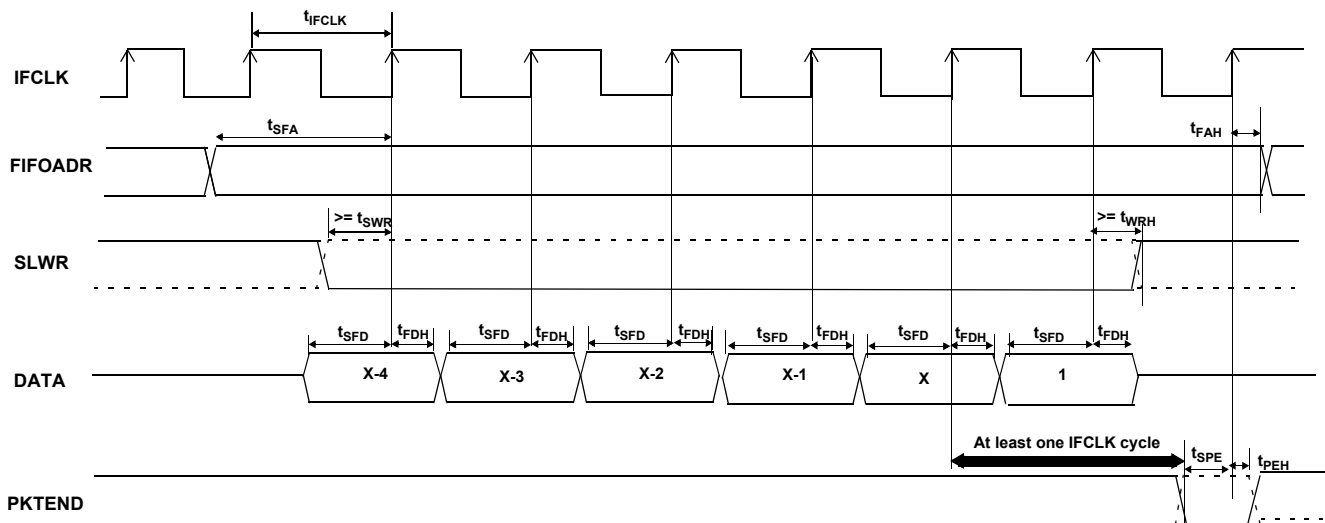 tIFCLK
IFCLK
tSFA
tFAH
FIFOADR
>= tSWR
>= tWRH
SLWR
tSFD tFDH tSFD tFDH tSFD tFDH tSFD tFDH tSFD tFDH tSFD tFDH
DATA X-4 X-3 X-2 X-1 X 1
At least one IFCLK cycle
tSPE
tPEH
PKTEND